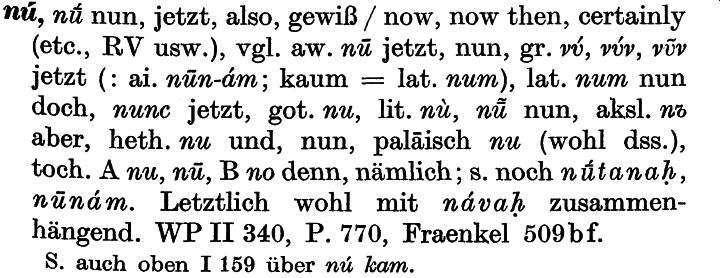 nú, nū́ nun, jetzt, also, gewiß / now, now then, certainly
(etc., RV usw.), vgl. aw. nū jetzt, nun, gr. νύ, νύν, νῦν
jetzt (: ai. nūn-ám; kaum = lat. num), lat. num nun
doch, nunc jetzt, got. nu, lit. nù, nū̃ nun, aksl. nъ
aber, heth. nu und, nun, palāisch nu (wohl dss.),
toch. A nu, nū, B no denn, nämlich; s. noch nū́tanaḥ,
nūnám. Letztlich wohl mit návaḥ zusammen-
hängend. WP II 340, P. 770, Fraenkel 509bf.
S. auch oben I 159 über nú kam.